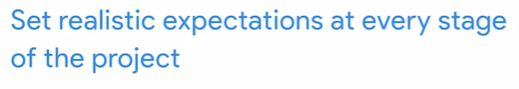 Set realistic expectations at every stage
of the project